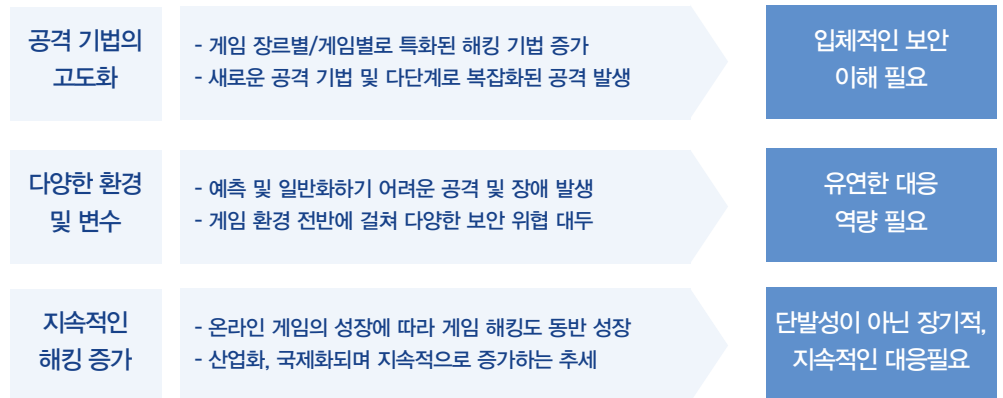 공격 기법의
고도화
- 게임 장르별/게임별로 특화된 해킹 기법 증가
- 새로운 공격 기법 및 다단계로 복잡화된 공격 발생
입체적인 보안
이해 필요
다양한 환경
및 변수
- 예측 및 일반화하기 어려운 공격 및 장애 발생
- 게임 환경 전반에 걸쳐 다양한 보안 위협 대두
유연한 대응
역량 필요
지속적인
해킹 증가
- 온라인 게임의 성장에 따라 게임 해킹도 동반 성장
- 산업화, 국제화되며 지속적으로 증가하는 추세
단발성이 아닌 장기적,
지속적인 대응필요